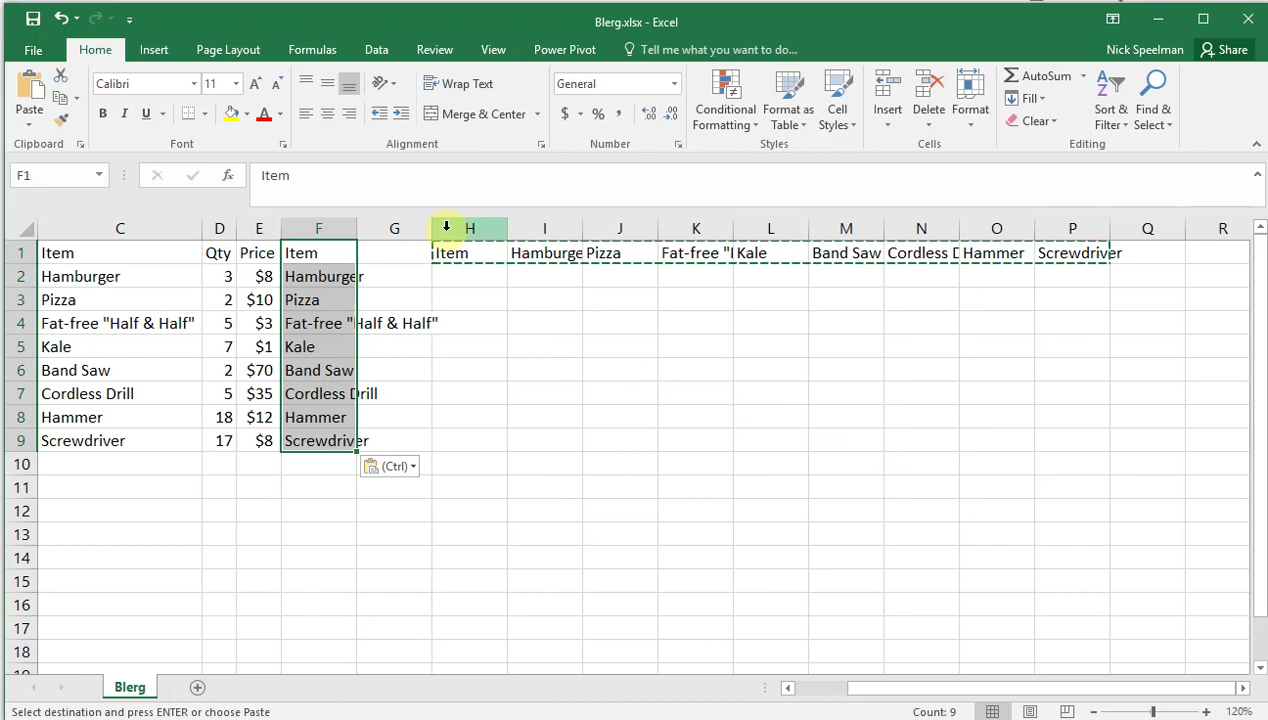 Blerg.xlsx - Excel
File Home Insert Page Layout Formulas Data Review View Power Pivot Tell me what you want to do... Nick Speelman Share
Calibri 11 A A Wrap Text General AutoSum
Paste B I U A Merge & Center $ % , Conditional Formatting Format as Table Cell Styles Insert Delete Format Fill Clear Sort & Filter Find & Select
Clipboard Font Alignment Number Styles Cells Editing
F1 fx Item
C D E F G H I J K L M N O P Q R
1 Item Qty Price Item Item Hamburge Pizza Fat-free "I Kale Band Saw Cordless D Hammer Screwdriver
2 Hamburger 3 $8 Hamburger
3 Pizza 2 $10 Pizza
4 Fat-free "Half & Half" 5 $3 Fat-free "Half & Half"
5 Kale 7 $1 Kale
6 Band Saw 2 $70 Band Saw
7 Cordless Drill 5 $35 Cordless Drill
8 Hammer 18 $12 Hammer
9 Screwdriver 17 $8 Screwdriver
10 (Ctrl)
11
12
13
14
15
16
17
18
Blerg
Select destination and press ENTER or choose Paste Count: 9 120%